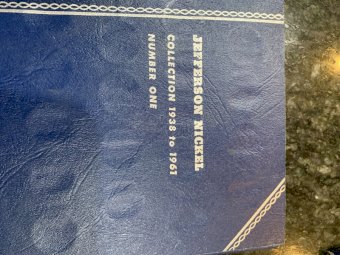 JEFFERSON NICKEL
COLLECTION 1938 to 1961
NUMBER ONE